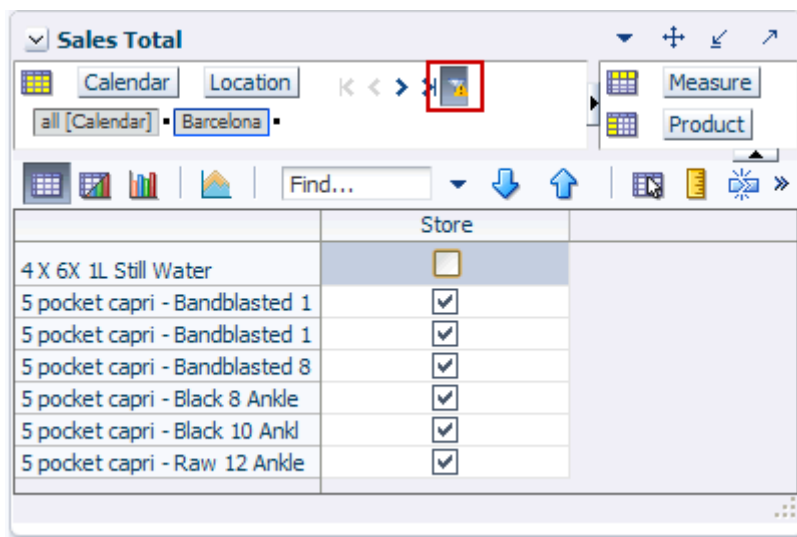 Sales Total
Calendar Location
Measure
all [Calendar] Barcelona
Product
Find...
Store
4 X 6X 1L Still Water
5 pocket capri - Bandblasted 1
5 pocket capri - Bandblasted 1
5 pocket capri - Bandblasted 8
5 pocket capri - Black 8 Ankle
5 pocket capri - Black 10 Ankl
5 pocket capri - Raw 12 Ankle